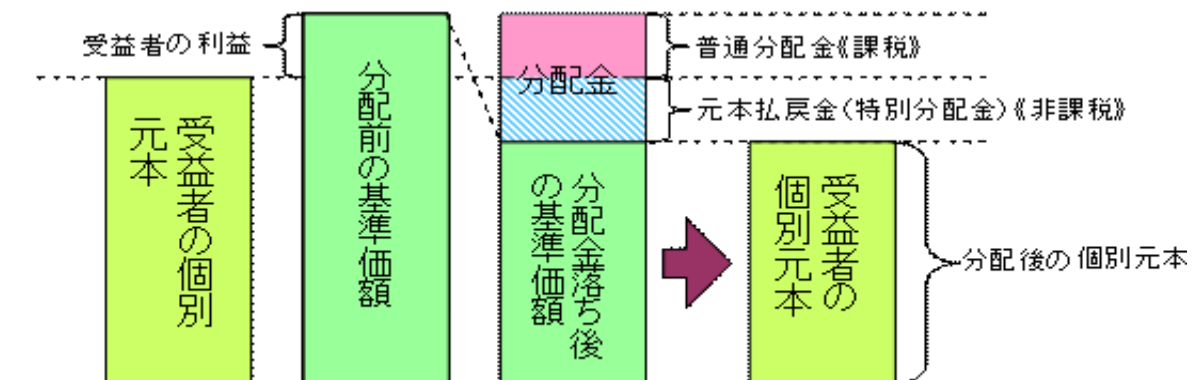 受益者の利益
受益者の個別
元本
分配前の基準価額
分配金
普通分配金《課税》
元本払戻金(特別分配金)《非課税》
分配金落ち後
の基準価額
受益者の
個別元本
分配後の個別元本